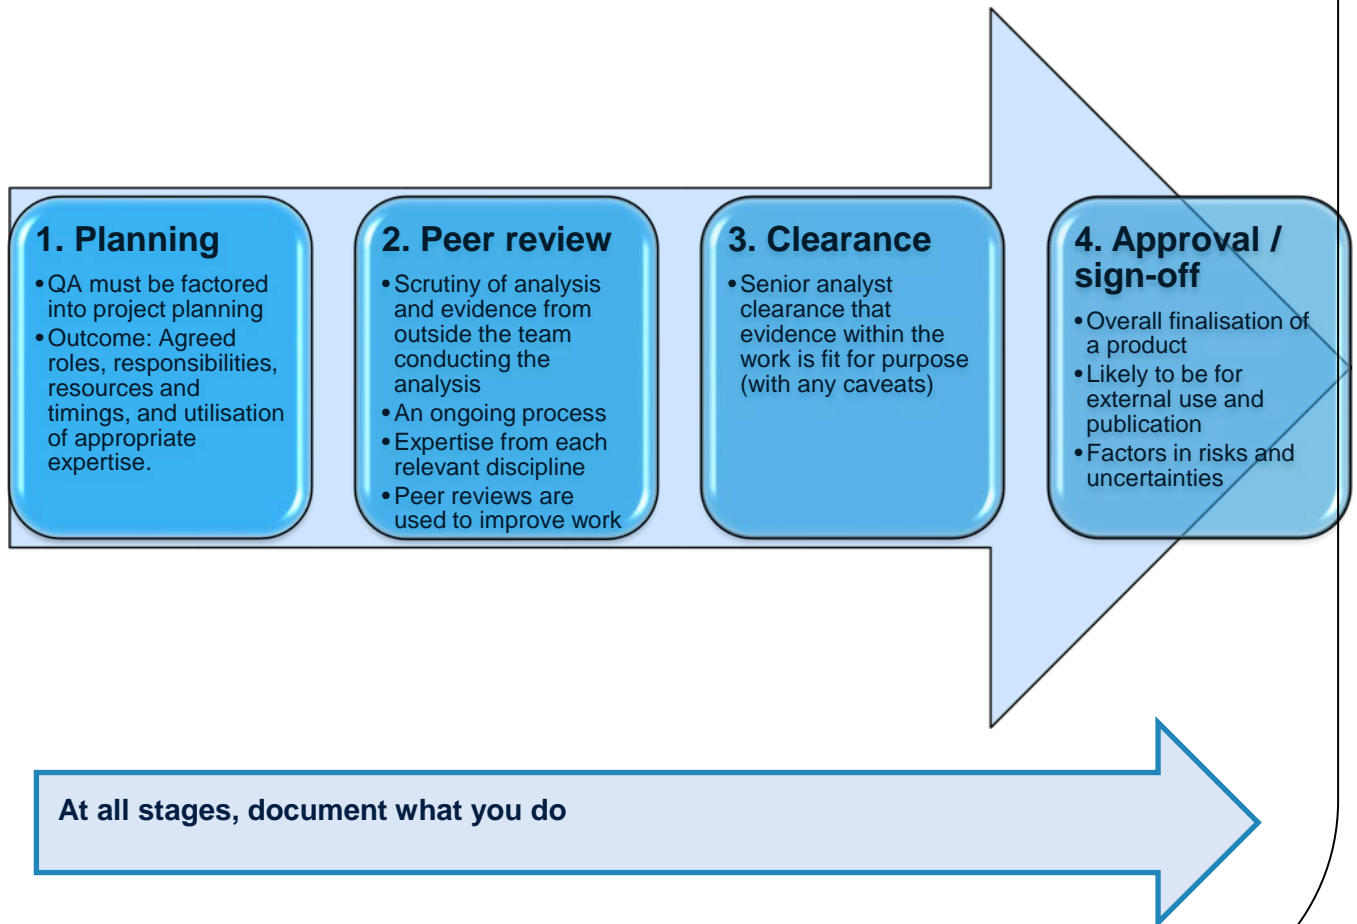 1. Planning
•QA must be factored
into project planning
•Outcome: Agreed
roles, responsibilities,
resources and
timings, and utilisation
of appropriate
expertise.
2. Peer review
•Scrutiny of analysis
and evidence from
outside the team
conducting the
analysis
•An ongoing process
•Expertise from each
relevant discipline
•Peer reviews are
used to improve work
3. Clearance
•Senior analyst
clearance that
evidence within the
work is fit for purpose
(with any caveats)
4. Approval /
sign-off
•Overall finalisation of
a product
•Likely to be for
external use and
publication
•Factors in risks and
uncertainties
At all stages, document what you do